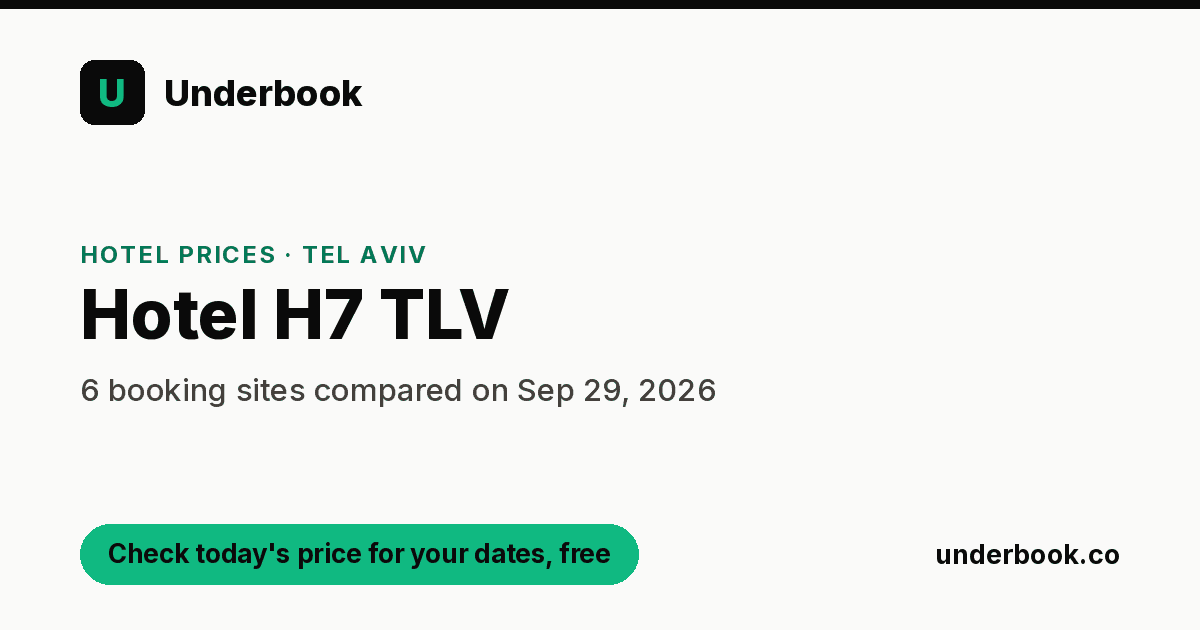 U Underbook
HOTEL PRICES · TEL AVIV
Hotel H7 TLV
6 booking sites compared on Sep 29, 2026
Check today's price for your dates, free
underbook.co